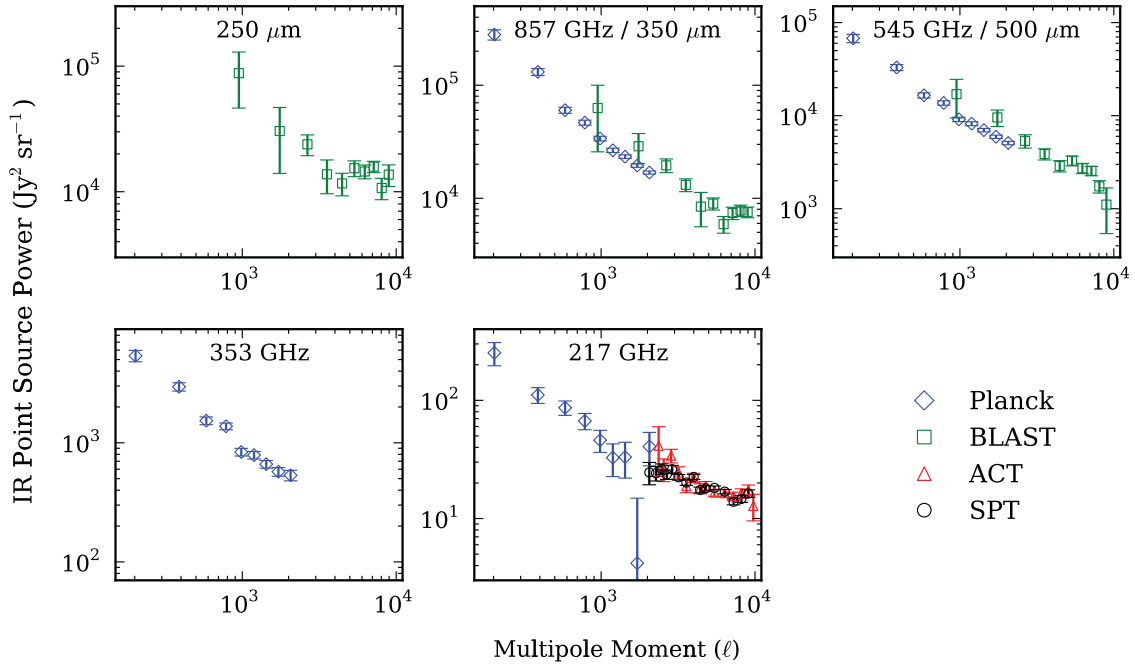 250 μm
857 GHz / 350 μm
545 GHz / 500 μm
10⁵
10⁴
10³
10⁴
10⁵
10⁴
10³
10⁴
10⁵
10⁴
10³
10³
10⁴
IR Point Source Power (Jy² sr⁻¹)
353 GHz
217 GHz
10³
10²
10³
10⁴
10²
10¹
10³
10⁴
Planck
BLAST
ACT
SPT
Multipole Moment (ℓ)